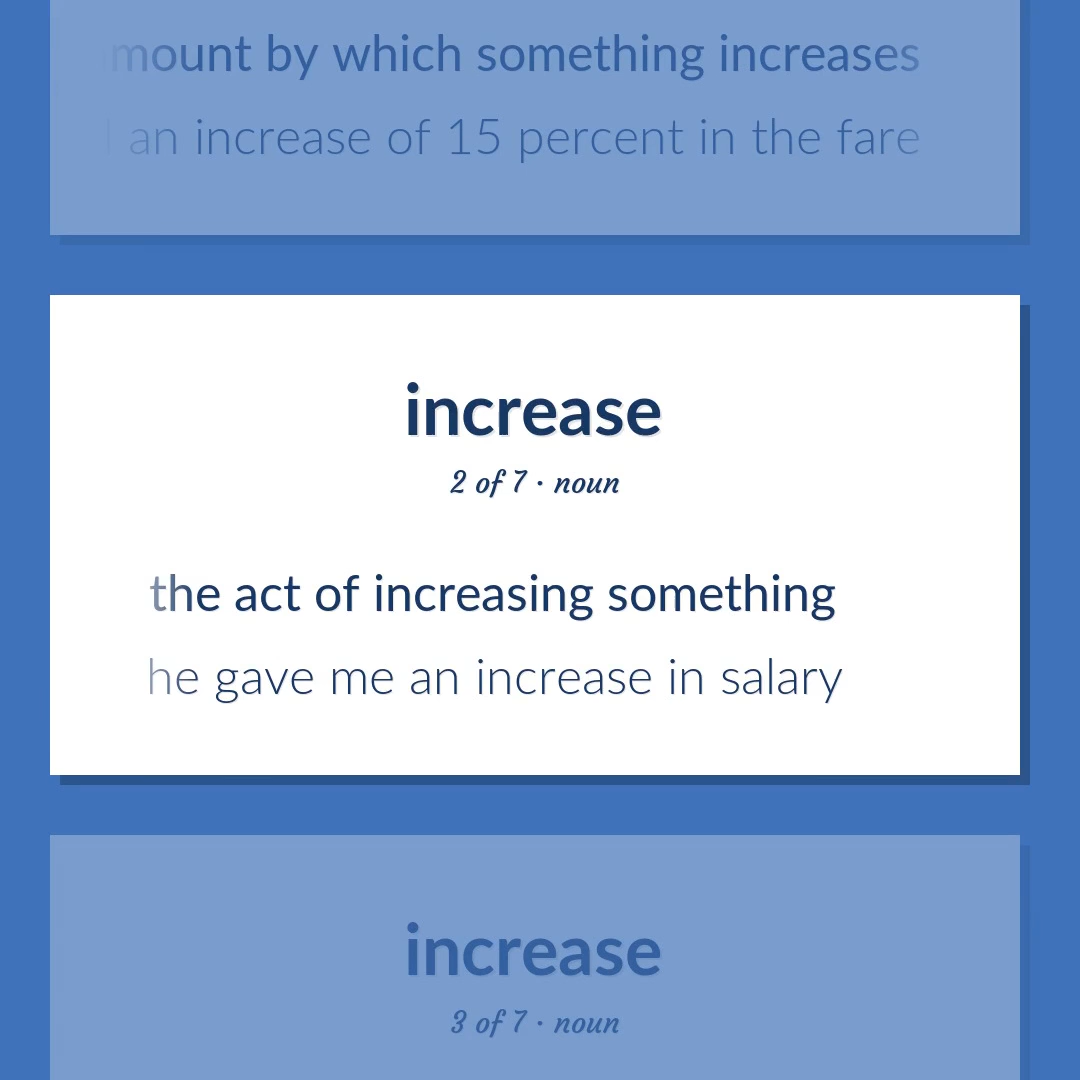 mount by which something increases
an increase of 15 percent in the fare
increase
2 of 7 · noun
the act of increasing something
he gave me an increase in salary
increase
3 of 7 · noun